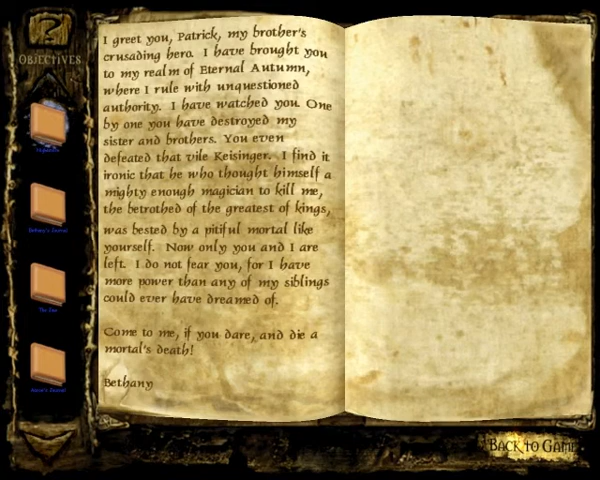 OBJECTIVES
Bethany's Journal
Aaron's Journal
I greet you, Patrick, my brother's
crusading hero. I have brought you
to my realm of Eternal Autumn,
where I rule with unquestioned
authority. I have watched you. One
by one you have destroyed my
sister and brothers. You even
defeated that vile Keisinger. I find it
ironic that he who thought himself a
mighty enough magician to kill me,
the betrothed of the greatest of kings,
was bested by a pitiful mortal like
yourself. Now only you and I are
left. I do not fear you, for I have
more power than any of my siblings
could ever have dreamed of.
Come to me, if you dare, and die a
mortal's death!
Bethany
BACK TO GAME